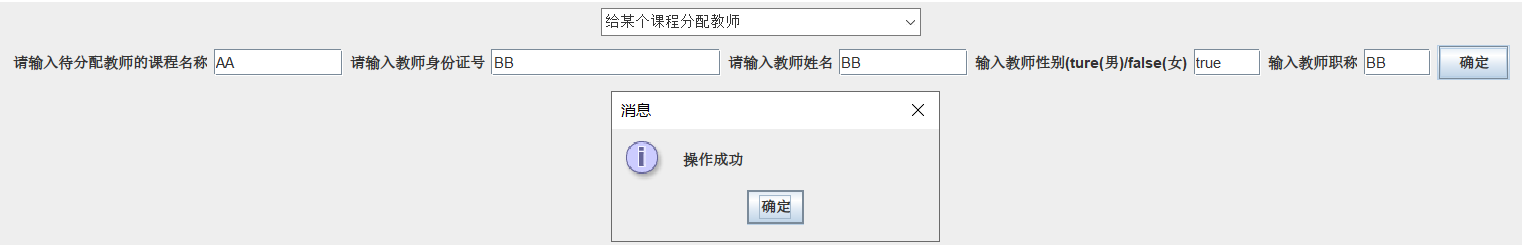 给某个课程分配教师
请输入待分配教师的课程名称 AA 请输入教师身份证号 BB 请输入教师姓名 BB 输入教师性别(ture(男)/false(女) true 输入教师职称 BB 确定
消息
操作成功
确定